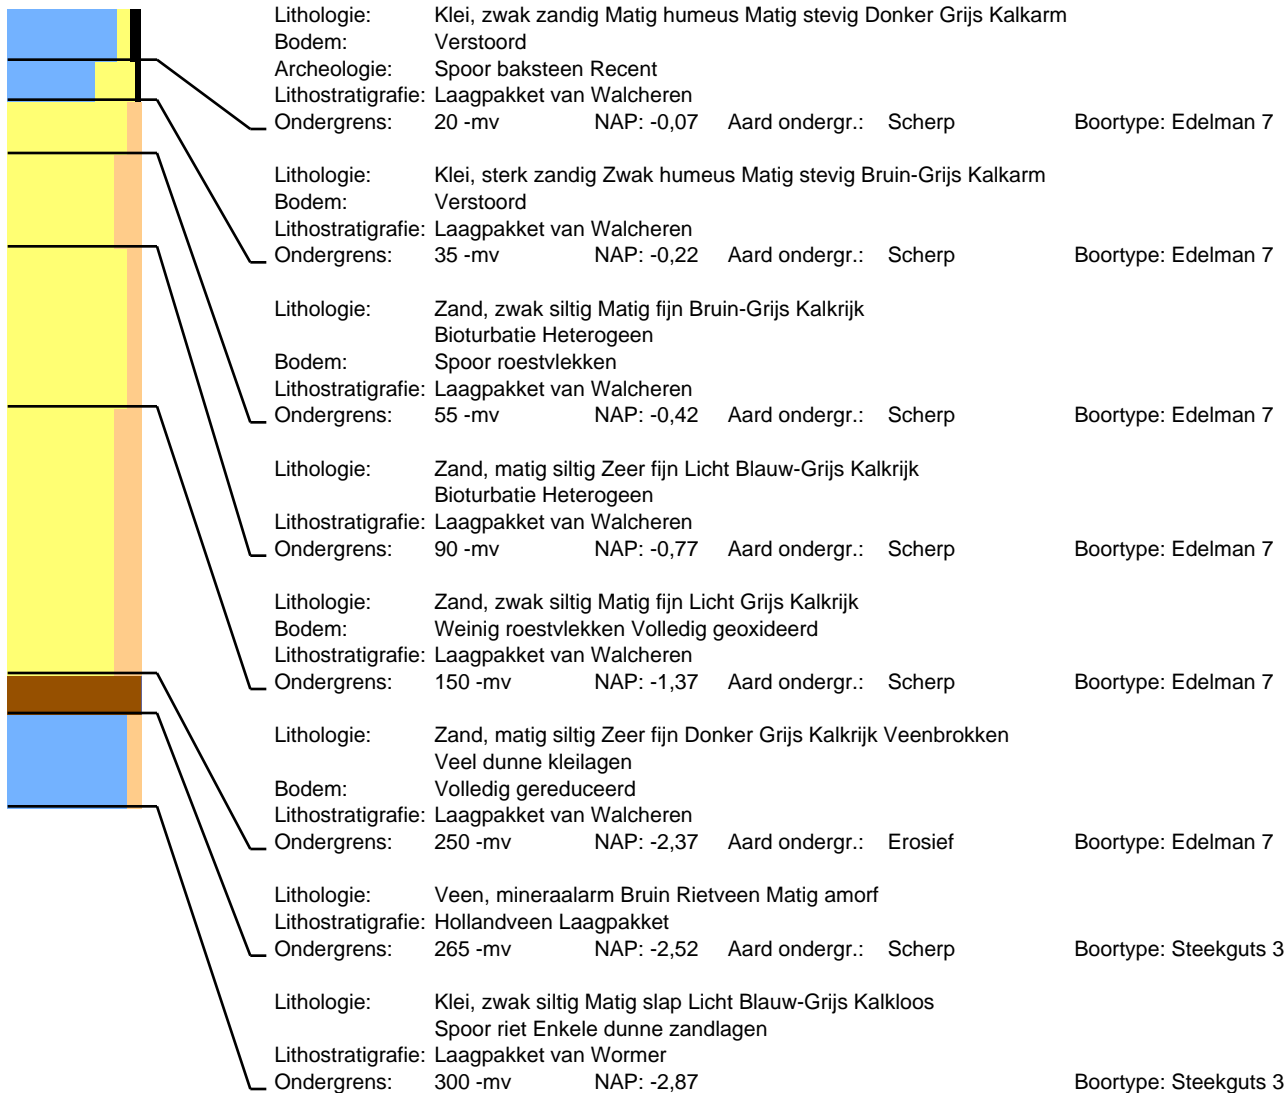 Lithologie: Klei, zwak zandig Matig humeus Matig stevig Donker Grijs Kalkarm
Bodem: Verstoord
Archeologie: Spoor baksteen Recent
Lithostratigrafie: Laagpakket van Walcheren
Ondergrens: 20 -mv NAP: -0,07 Aard ondergr.: Scherp Boortype: Edelman 7
Lithologie: Klei, sterk zandig Zwak humeus Matig stevig Bruin-Grijs Kalkarm
Bodem: Verstoord
Lithostratigrafie: Laagpakket van Walcheren
Ondergrens: 35 -mv NAP: -0,22 Aard ondergr.: Scherp Boortype: Edelman 7
Lithologie: Zand, zwak siltig Matig fijn Bruin-Grijs Kalkrijk
Bioturbatie Heterogeen
Bodem: Spoor roestvlekken
Lithostratigrafie: Laagpakket van Walcheren
Ondergrens: 55 -mv NAP: -0,42 Aard ondergr.: Scherp Boortype: Edelman 7
Lithologie: Zand, matig siltig Zeer fijn Licht Blauw-Grijs Kalkrijk
Bioturbatie Heterogeen
Lithostratigrafie: Laagpakket van Walcheren
Ondergrens: 90 -mv NAP: -0,77 Aard ondergr.: Scherp Boortype: Edelman 7
Lithologie: Zand, zwak siltig Matig fijn Licht Grijs Kalkrijk
Bodem: Weinig roestvlekken Volledig geoxideerd
Lithostratigrafie: Laagpakket van Walcheren
Ondergrens: 150 -mv NAP: -1,37 Aard ondergr.: Scherp Boortype: Edelman 7
Lithologie: Zand, matig siltig Zeer fijn Donker Grijs Kalkrijk Veenbrokken
Veel dunne kleilagen
Bodem: Volledig gereduceerd
Lithostratigrafie: Laagpakket van Walcheren
Ondergrens: 250 -mv NAP: -2,37 Aard ondergr.: Erosief Boortype: Edelman 7
Lithologie: Veen, mineraalarm Bruin Rietveen Matig amorf
Lithostratigrafie: Hollandveen Laagpakket
Ondergrens: 265 -mv NAP: -2,52 Aard ondergr.: Scherp Boortype: Steekguts 3
Lithologie: Klei, zwak siltig Matig slap Licht Blauw-Grijs Kalkloos
Spoor riet Enkele dunne zandlagen
Lithostratigrafie: Laagpakket van Wormer
Ondergrens: 300 -mv NAP: -2,87 Boortype: Steekguts 3